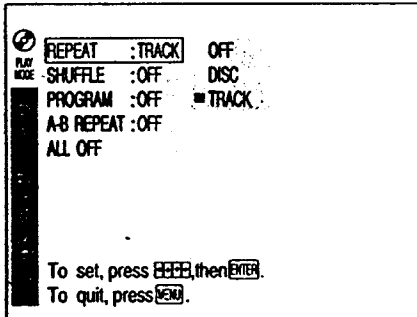 PLAY
MODE
REPEAT :TRACK OFF
SHUFFLE :OFF DISC
PROGRAM :OFF TRACK
A-B REPEAT :OFF
ALL OFF
To set, press ,then ENTER.
To quit, press MENU.